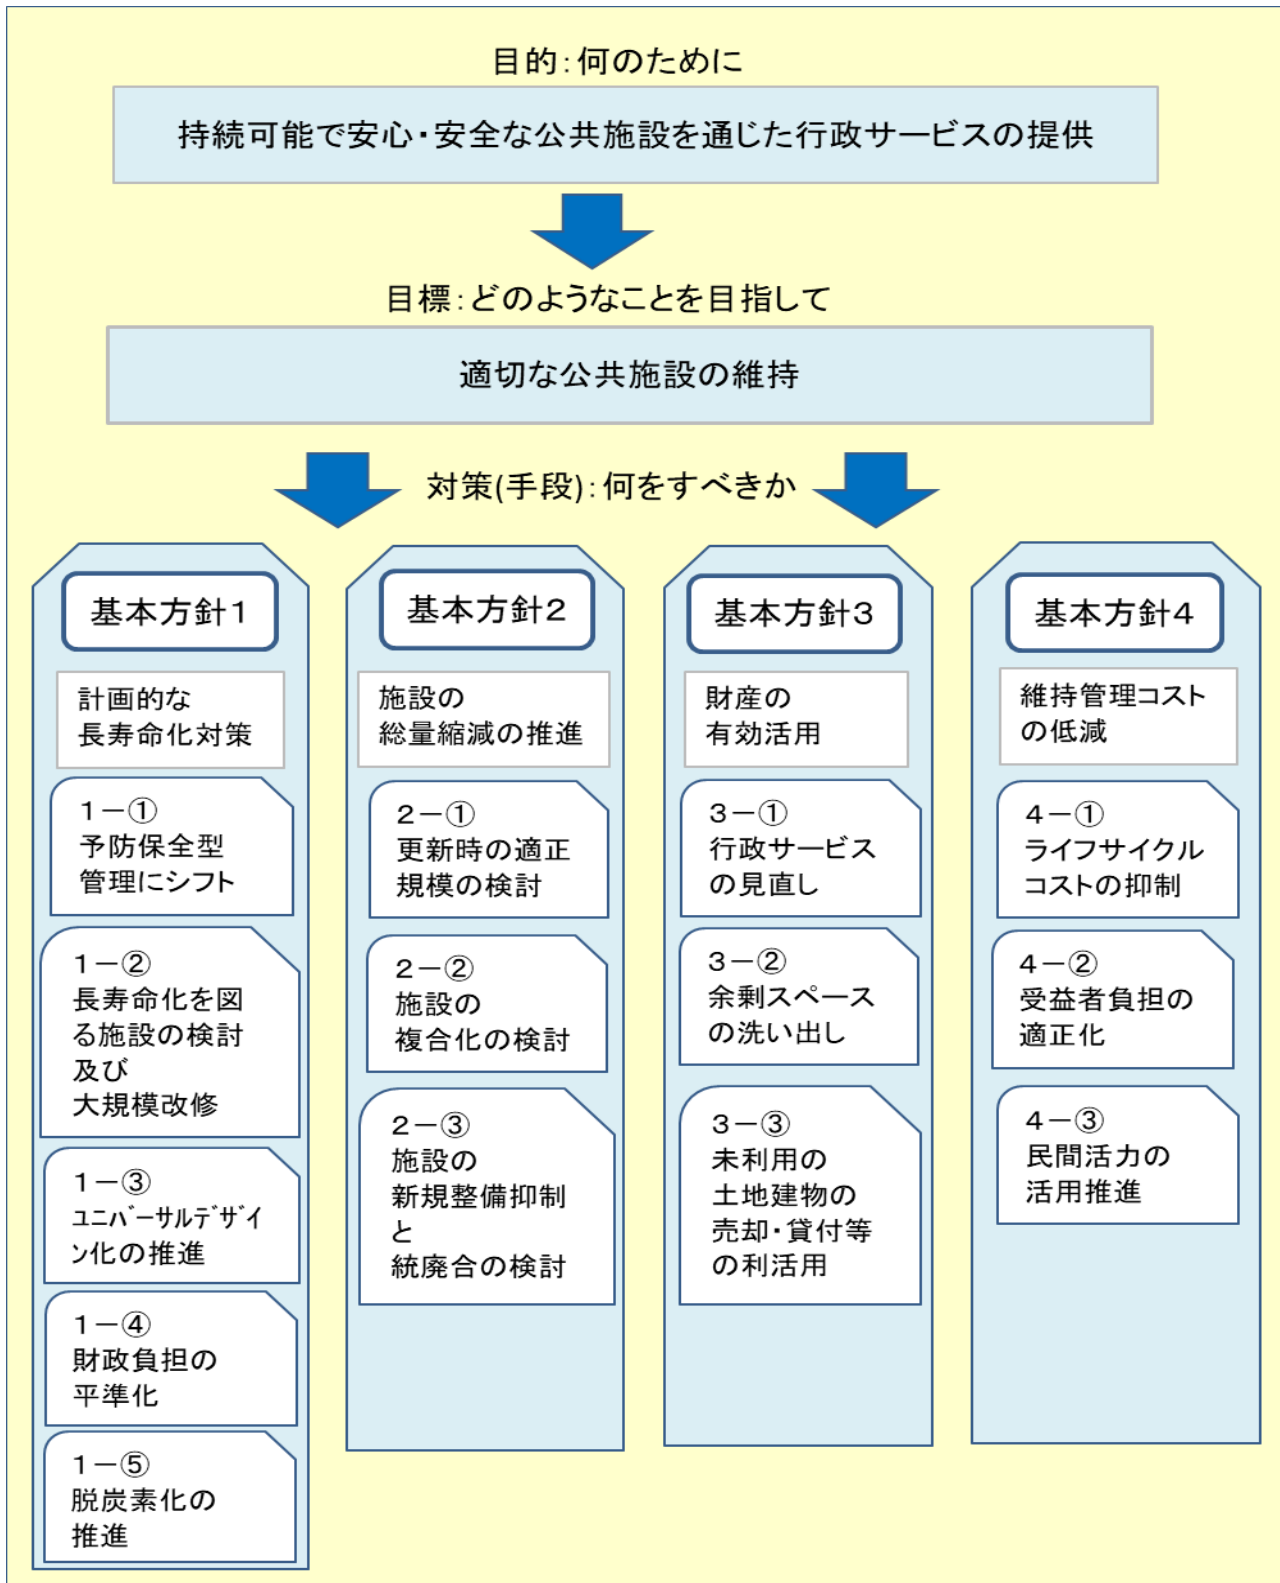 目的：何のために
持続可能で安心・安全な公共施設を通じた行政サービスの提供
目標：どのようなことを目指して
適切な公共施設の維持
対策(手段)：何をすべきか
基本方針１
計画的な
長寿命化対策
１－①
予防保全型
管理にシフト
１－②
長寿命化を図
る施設の検討
及び
大規模改修
１－③
ﾕﾆﾊﾞｰｻﾙﾃﾞｻﾞｲ
ﾝ化の推進
１－④
財政負担の
平準化
１－⑤
脱炭素化の
推進
基本方針２
施設の
総量縮減の推進
２－①
更新時の適正
規模の検討
２－②
施設の
複合化の検討
２－③
施設の
新規整備抑制
と
統廃合の検討
基本方針３
財産の
有効活用
３－①
行政サービス
の見直し
３－②
余剰スペース
の洗い出し
３－③
未利用の
土地建物の
売却・貸付等
の利活用
基本方針４
維持管理コスト
の低減
４－①
ライフサイクル
コストの抑制
４－②
受益者負担の
適正化
４－③
民間活力の
活用推進